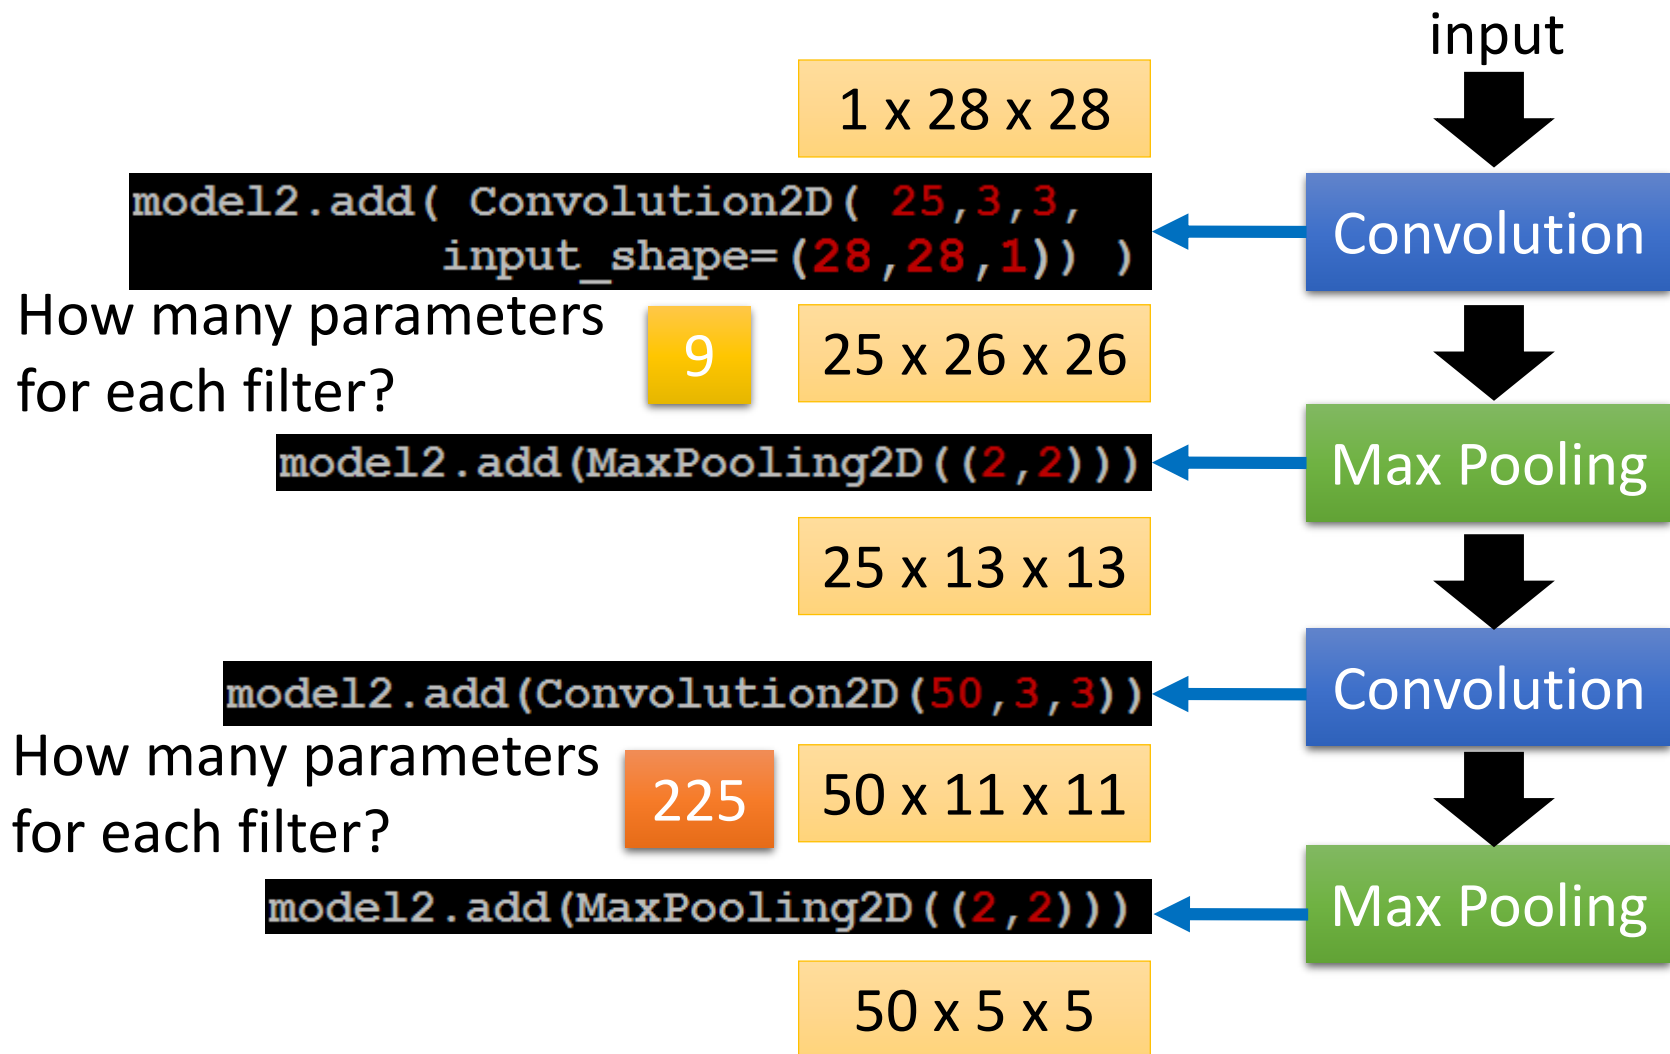 input
1 x 28 x 28
model2.add( Convolution2D( 25,3,3,
input_shape=(28,28,1)) )
Convolution
How many parameters
for each filter?
9
25 x 26 x 26
model2.add(MaxPooling2D((2,2)))
Max Pooling
25 x 13 x 13
model2.add(Convolution2D(50,3,3))
Convolution
How many parameters
for each filter?
225
50 x 11 x 11
model2.add(MaxPooling2D((2,2)))
Max Pooling
50 x 5 x 5